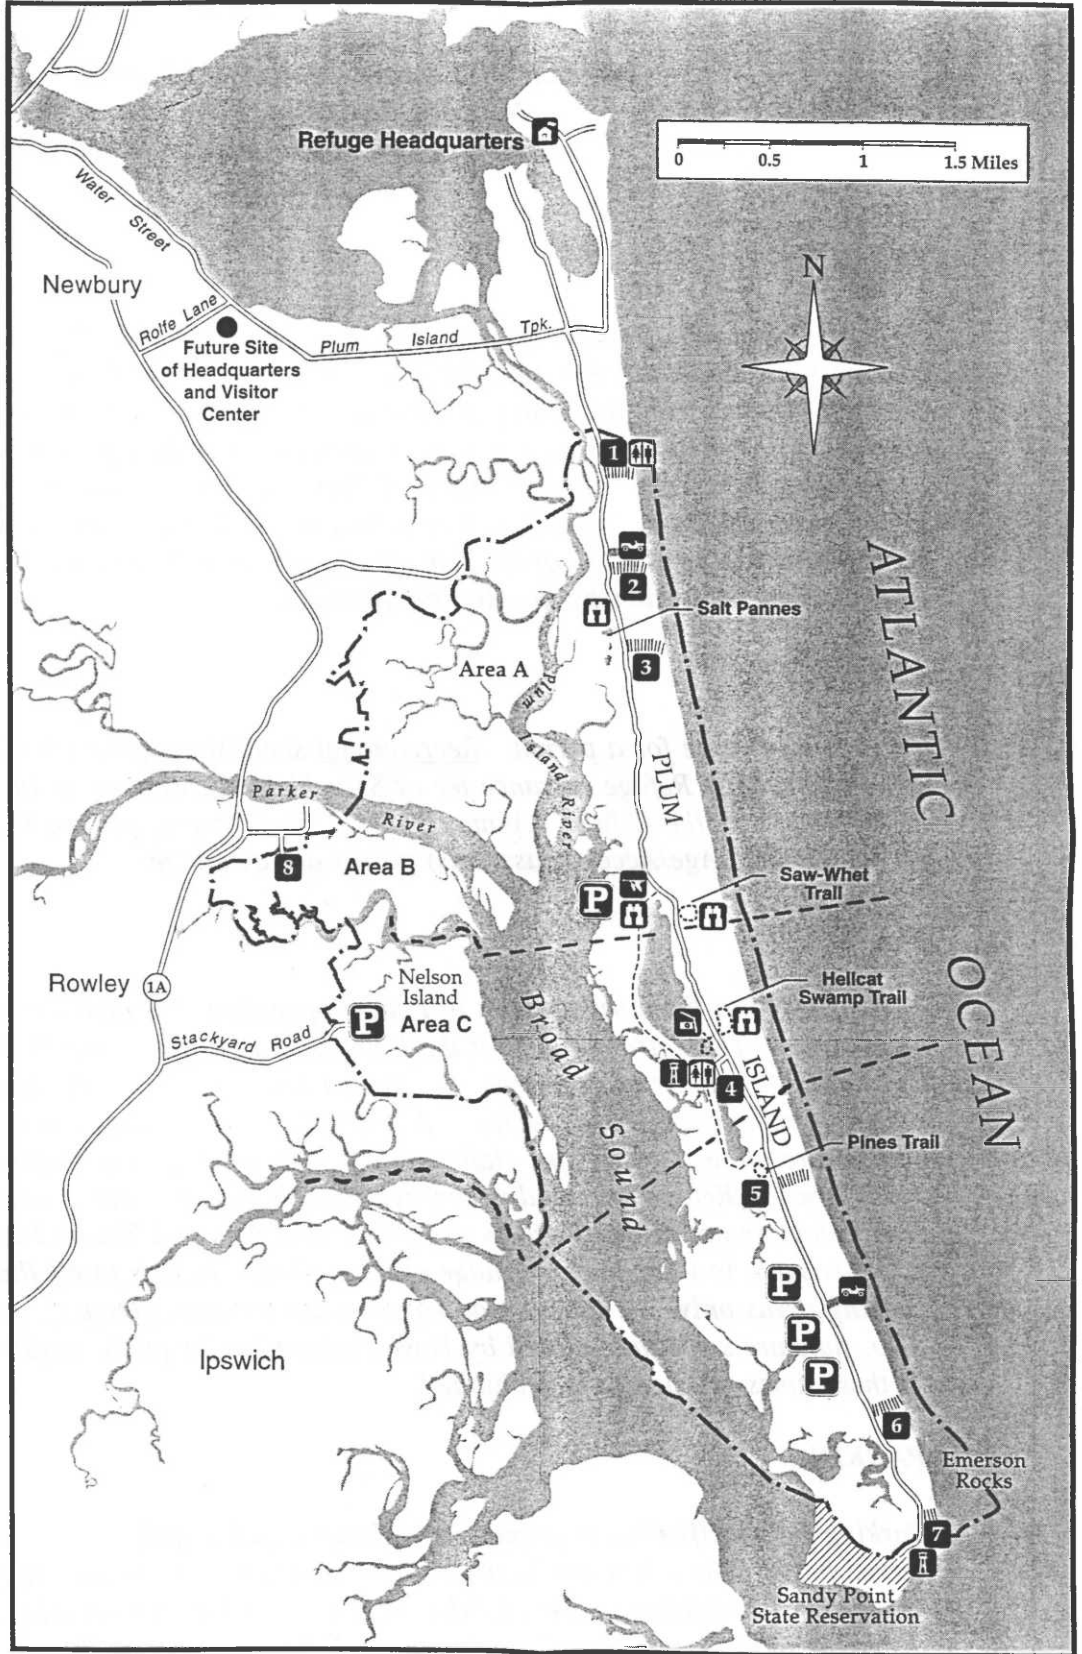 Refuge Headquarters
0 0.5 1 1.5 Miles
Water
Street
N
Newbury
Rolfe Lane
Plum Island Tpk.
Future Site
of Headquarters
and Visitor
Center
1
2
Salt Pannes
3
Area A
Plum
Island
River
ATLANTIC
OCEAN
PLUM
ISLAND
Parker
River
8
Area B
P
Saw-Whet
Trail
Rowley
1A
Nelson
Island
Area C
P
Stackyard Road
Hellcat
Swamp Trail
Broad
Sound
4
Pines Trail
5
P
P
P
Ipswich
6
Emerson
Rocks
7
Sandy Point
State Reservation